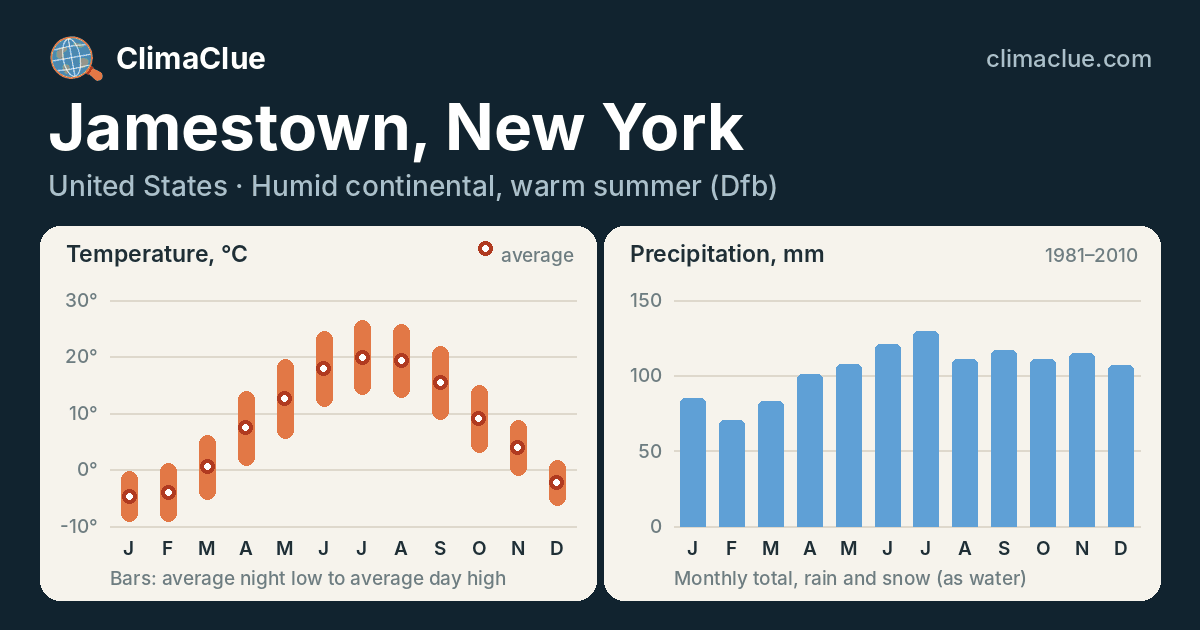 ClimaClue
climaclue.com
Jamestown, New York
United States · Humid continental, warm summer (Dfb)
Temperature, °C
average
30°
20°
10°
0°
-10°
J F M A M J J A S O N D
Bars: average night low to average day high
Precipitation, mm
1981–2010
150
100
50
0
J F M A M J J A S O N D
Monthly total, rain and snow (as water)